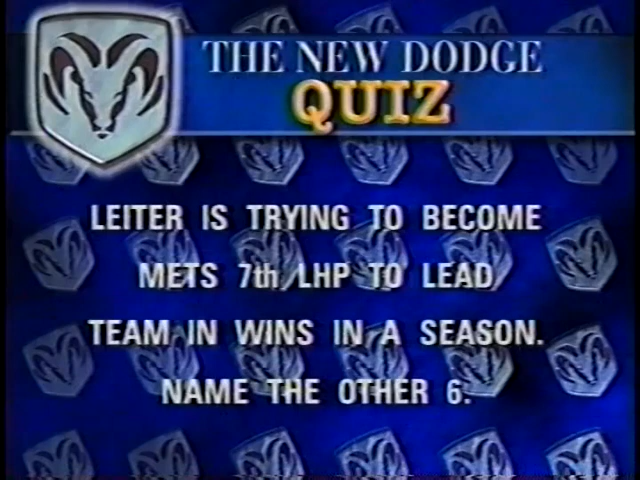 THE NEW DODGE
QUIZ
LEITER IS TRYING TO BECOME
METS 7th LHP TO LEAD
TEAM IN WINS IN A SEASON.
NAME THE OTHER 6.